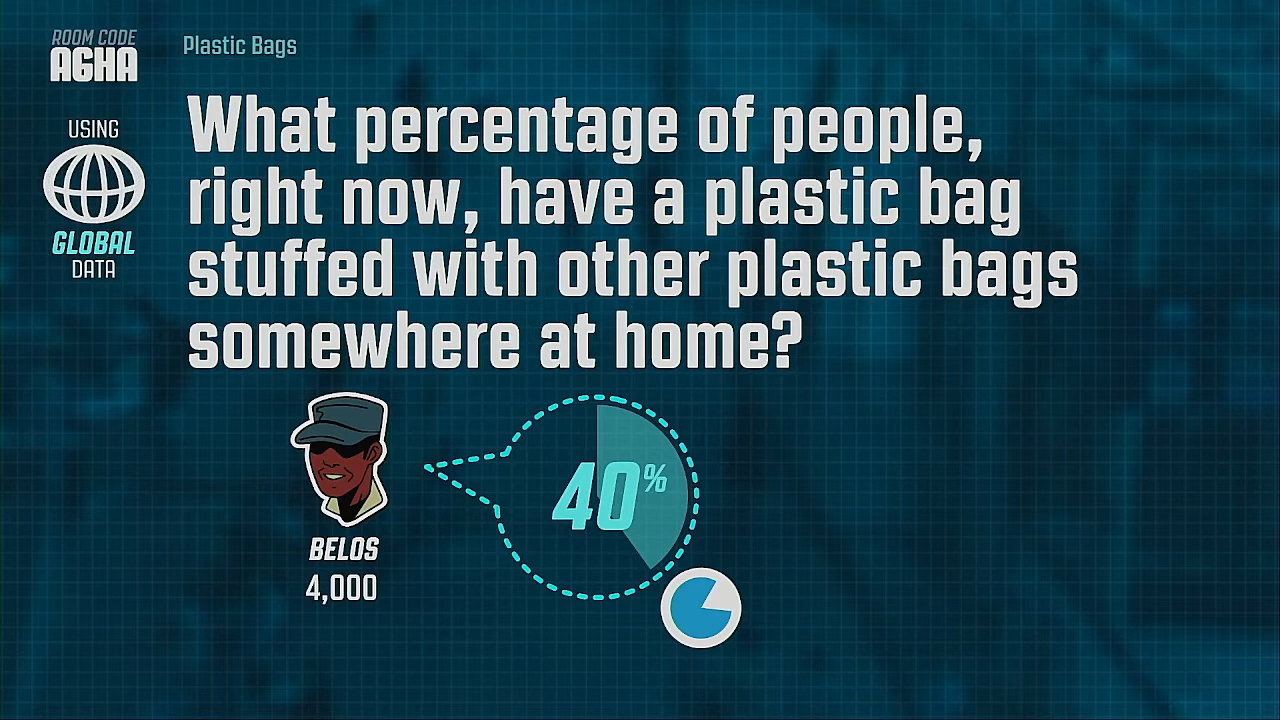 ROOM CODE
AGHA
Plastic Bags
USING
GLOBAL
DATA
What percentage of people,
right now, have a plastic bag
stuffed with other plastic bags
somewhere at home?
40%
BELOS
4,000